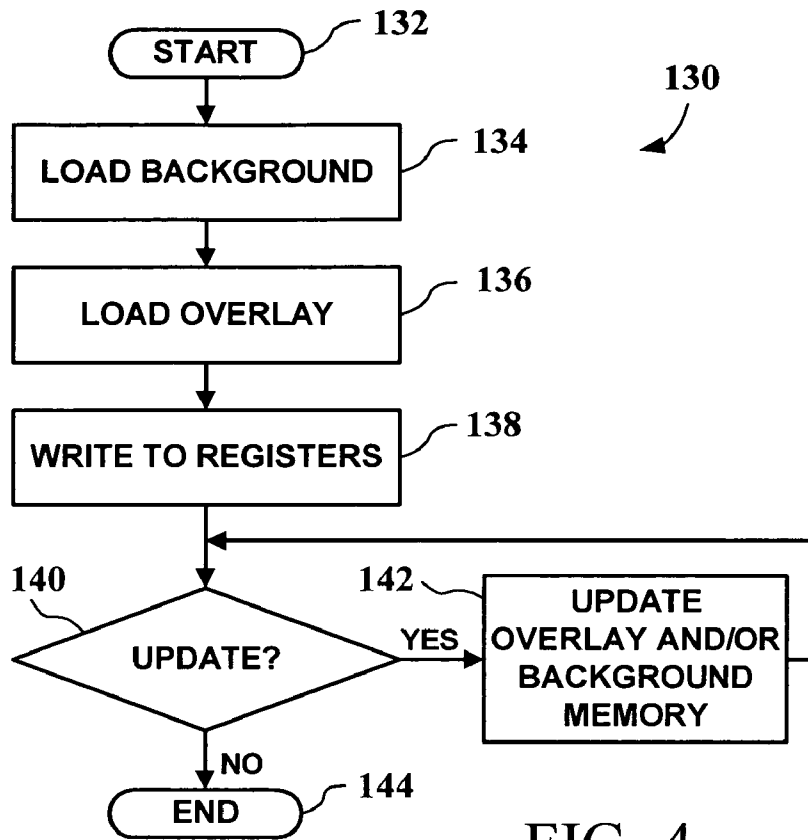 START
132
130
LOAD BACKGROUND
134
LOAD OVERLAY
136
WRITE TO REGISTERS
138
140
UPDATE?
YES
142
UPDATE
OVERLAY AND/OR
BACKGROUND
MEMORY
NO
END
144
FIG. 4